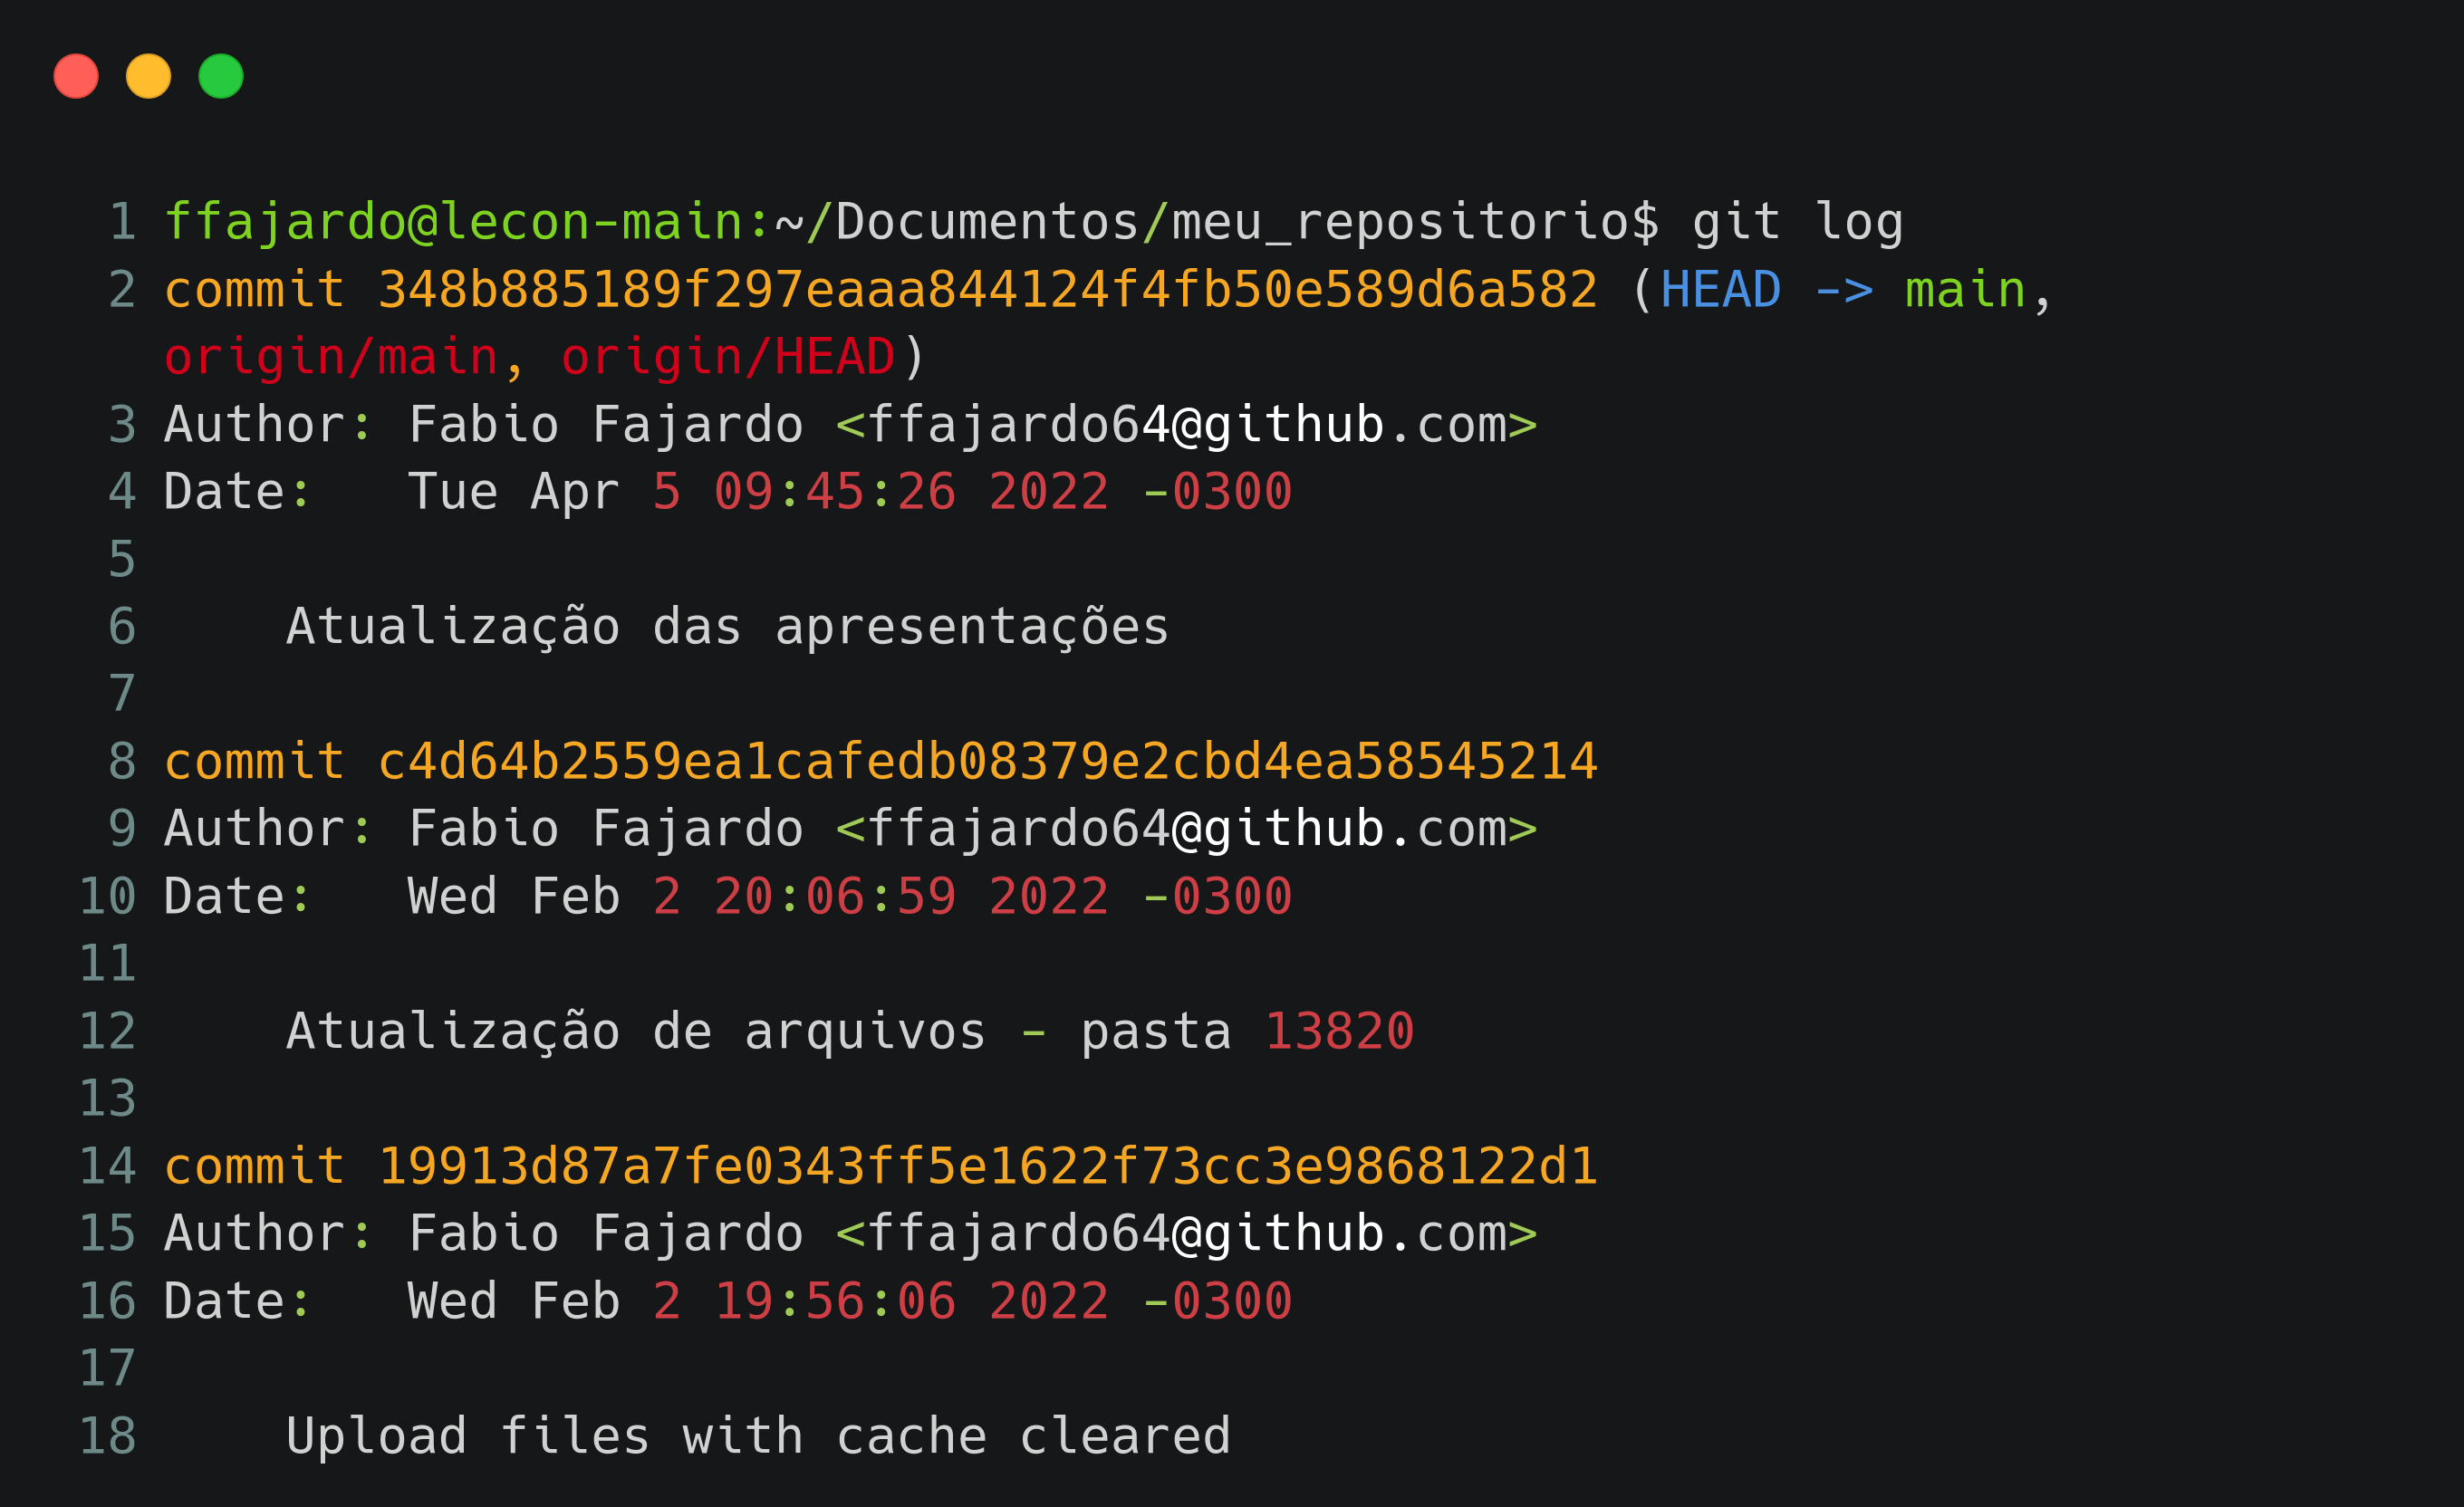 1 ffajardo@lecon-main:~/Documentos/meu_repositorio$ git log
2 commit 348b885189f297eaaa844124f4fb50e589d6a582 (HEAD -> main,
origin/main, origin/HEAD)
3 Author: Fabio Fajardo <ffajardo64@github.com>
4 Date:   Tue Apr 5 09:45:26 2022 -0300
5
6     Atualização das apresentações
7
8 commit c4d64b2559ea1cafedb08379e2cbd4ea58545214
9 Author: Fabio Fajardo <ffajardo64@github.com>
10 Date:   Wed Feb 2 20:06:59 2022 -0300
11
12     Atualização de arquivos - pasta 13820
13
14 commit 19913d87a7fe0343ff5e1622f73cc3e9868122d1
15 Author: Fabio Fajardo <ffajardo64@github.com>
16 Date:   Wed Feb 2 19:56:06 2022 -0300
17
18     Upload files with cache cleared